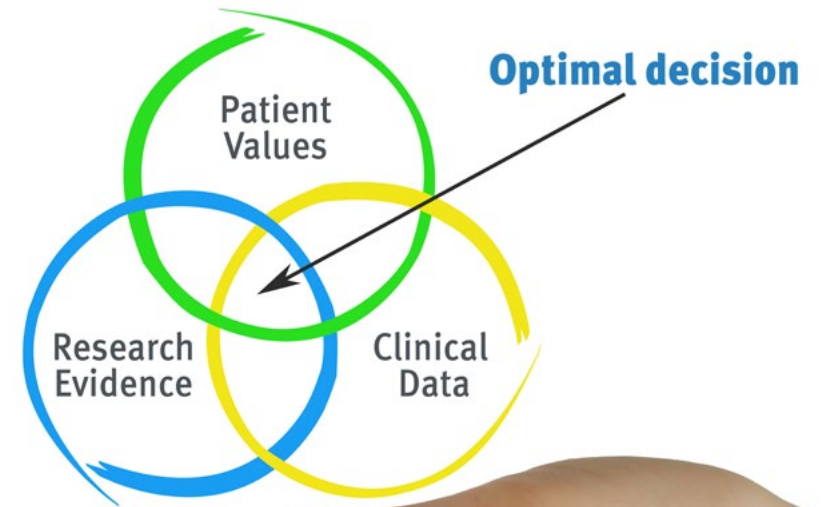 Optimal decision
Patient
Values
Research
Evidence
Clinical
Data